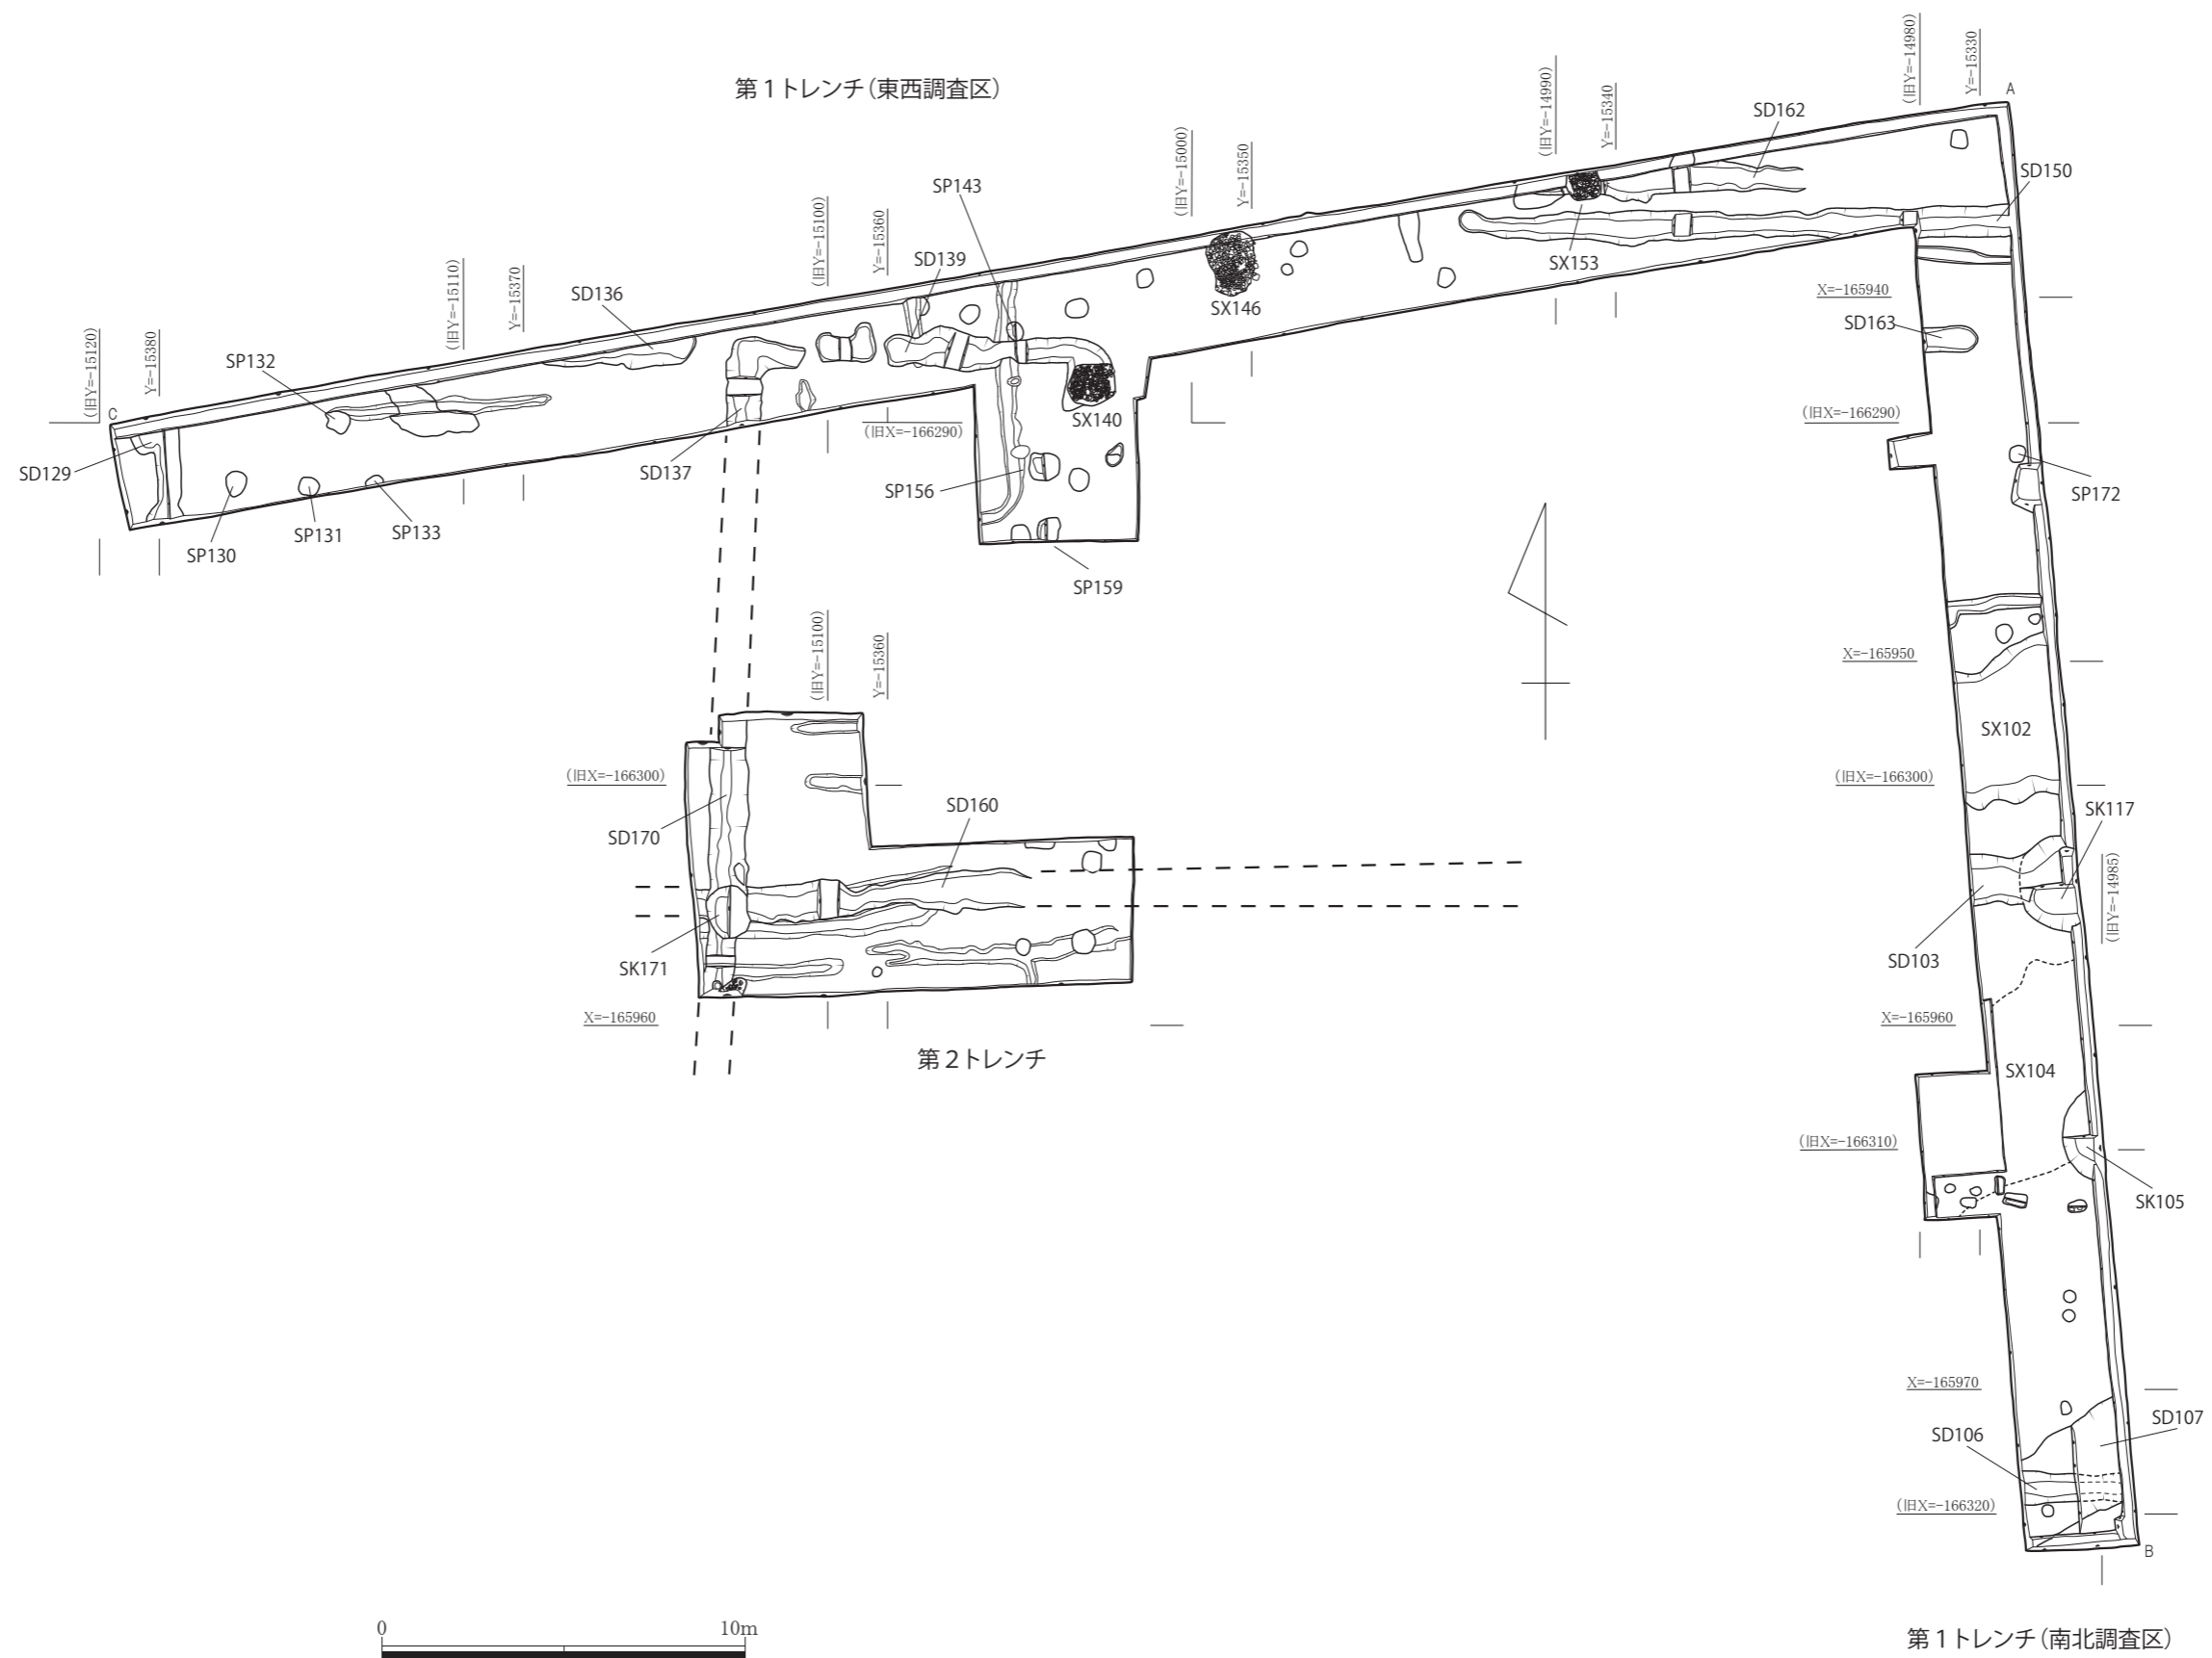 第１トレンチ（東西調査区）
(旧Y=-15120)
Y=-15380
(旧Y=-15110)
Y=-15370
(旧Y=-15100)
Y=-15360
(旧Y=-15000)
Y=-15350
(旧Y=-14990)
Y=-15340
(旧Y=-14980)
Y=-15330
A
C
SD162
SD150
SP143
SD139
SD136
SP132
SX153
SX146
X=-165940
SD163
SX140
(旧X=-166290)
(旧X=-166290)
SD129
SD137
SP156
SP172
SP130
SP131
SP133
SP159
(旧Y=-15100)
Y=-15360
X=-165950
SX102
(旧X=-166300)
(旧X=-166300)
SD160
SD170
SK117
(旧Y=-14985)
SK171
SD103
X=-165960
X=-165960
第２トレンチ
SX104
(旧X=-166310)
SK105
X=-165970
SD107
SD106
(旧X=-166320)
B
0
10m
第１トレンチ（南北調査区）